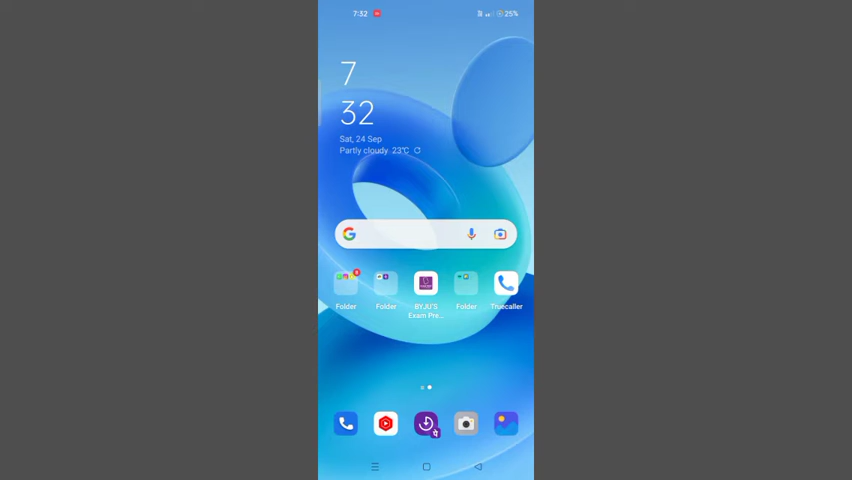 7:32
25%
7
32
Sat, 24 Sep
Partly cloudy 23°C
Folder
Folder
BYJU'S
Exam Pre...
Folder
Truecaller